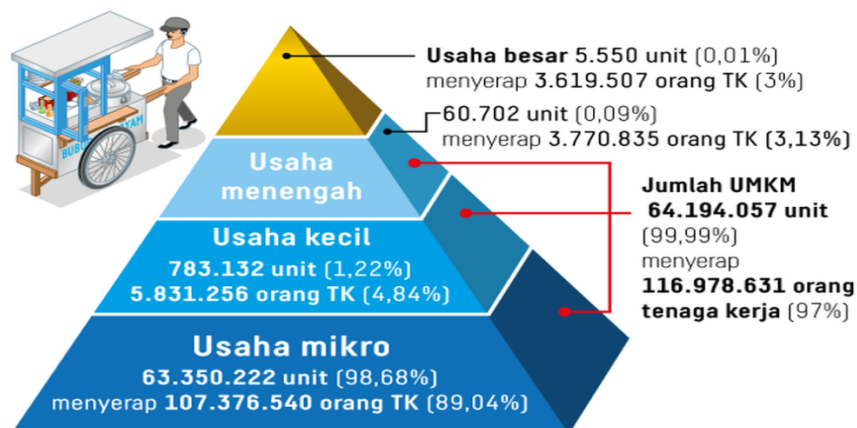 Usaha besar 5.550 unit (0,01%)
menyerap 3.619.507 orang TK (3%)
60.702 unit (0,09%)
menyerap 3.770.835 orang TK (3,13%)
Usaha
menengah
Jumlah UMKM
64.194.057 unit
(99,99%)
menyerap
116.978.631 orang
tenaga kerja (97%)
Usaha kecil
783.132 unit (1,22%)
5.831.256 orang TK (4,84%)
Usaha mikro
63.350.222 unit (98,68%)
menyerap 107.376.540 orang TK (89,04%)